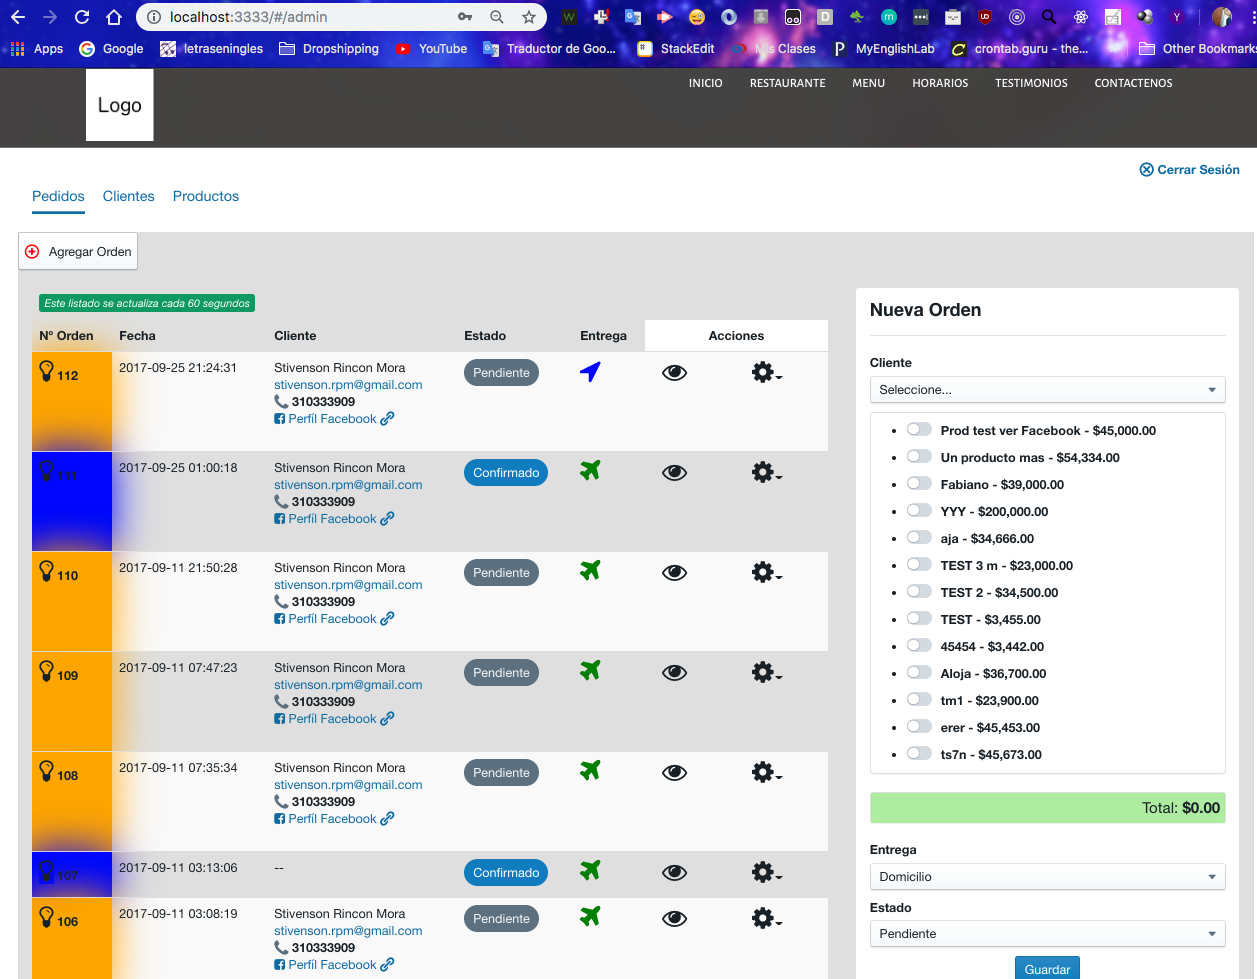 localhost:3333/#/admin
Apps Google letraseningles Dropshipping YouTube Traductor de Goo... StackEdit Mis Clases MyEnglishLab crontab.guru - the... Other Bookmarks
Logo
INICIO RESTAURANTE MENU HORARIOS TESTIMONIOS CONTACTENOS
Cerrar Sesión
Pedidos Clientes Productos
Agregar Orden
Este listado se actualiza cada 60 segundos
N° Orden Fecha Cliente Estado Entrega Acciones
112 2017-09-25 21:24:31 Stivenson Rincon Mora Pendiente
stivenson.rpm@gmail.com
310333909
Perfíl Facebook
111 2017-09-25 01:00:18 Stivenson Rincon Mora Confirmado
stivenson.rpm@gmail.com
310333909
Perfíl Facebook
110 2017-09-11 21:50:28 Stivenson Rincon Mora Pendiente
stivenson.rpm@gmail.com
310333909
Perfíl Facebook
109 2017-09-11 07:47:23 Stivenson Rincon Mora Pendiente
stivenson.rpm@gmail.com
310333909
Perfíl Facebook
108 2017-09-11 07:35:34 Stivenson Rincon Mora Pendiente
stivenson.rpm@gmail.com
310333909
Perfíl Facebook
107 2017-09-11 03:13:06 -- Confirmado
106 2017-09-11 03:08:19 Stivenson Rincon Mora Pendiente
stivenson.rpm@gmail.com
310333909
Perfíl Facebook
Nueva Orden
Cliente
Seleccione...
Prod test ver Facebook - $45,000.00
Un producto mas - $54,334.00
Fabiano - $39,000.00
YYY - $200,000.00
aja - $34,666.00
TEST 3 m - $23,000.00
TEST 2 - $34,500.00
TEST - $3,455.00
45454 - $3,442.00
Aloja - $36,700.00
tm1 - $23,900.00
erer - $45,453.00
ts7n - $45,673.00
Total: $0.00
Entrega
Domicilio
Estado
Pendiente
Guardar